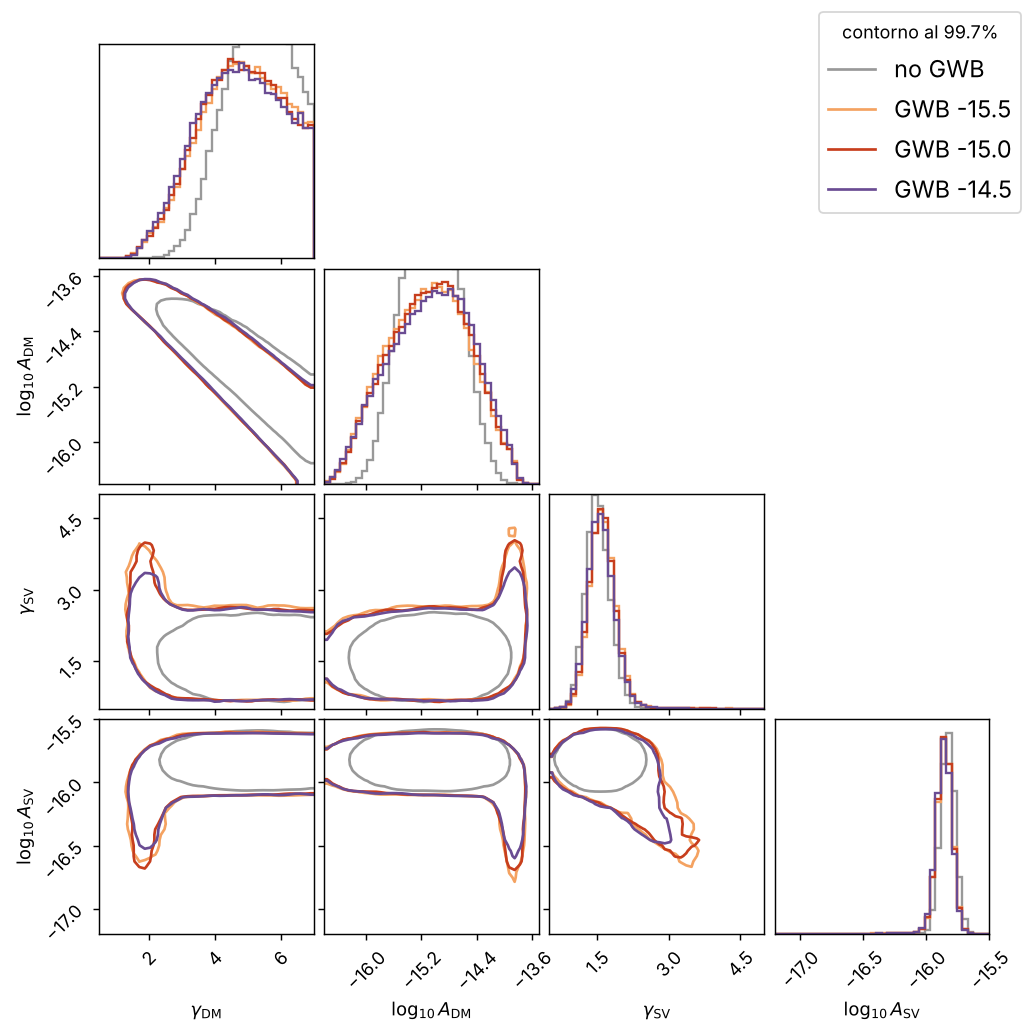 contorno al 99.7%
no GWB
GWB -15.5
GWB -15.0
GWB -14.5
−13.6
−14.4
−15.2
−16.0
log₁₀ A_DM
4.5
3.0
1.5
γ_SV
−15.5
−16.0
−16.5
−17.0
log₁₀ A_SV
2 4 6
−16.0 −15.2 −14.4 −13.6
1.5 3.0 4.5
−17.0 −16.5 −16.0 −15.5
γ_DM log₁₀ A_DM γ_SV log₁₀ A_SV